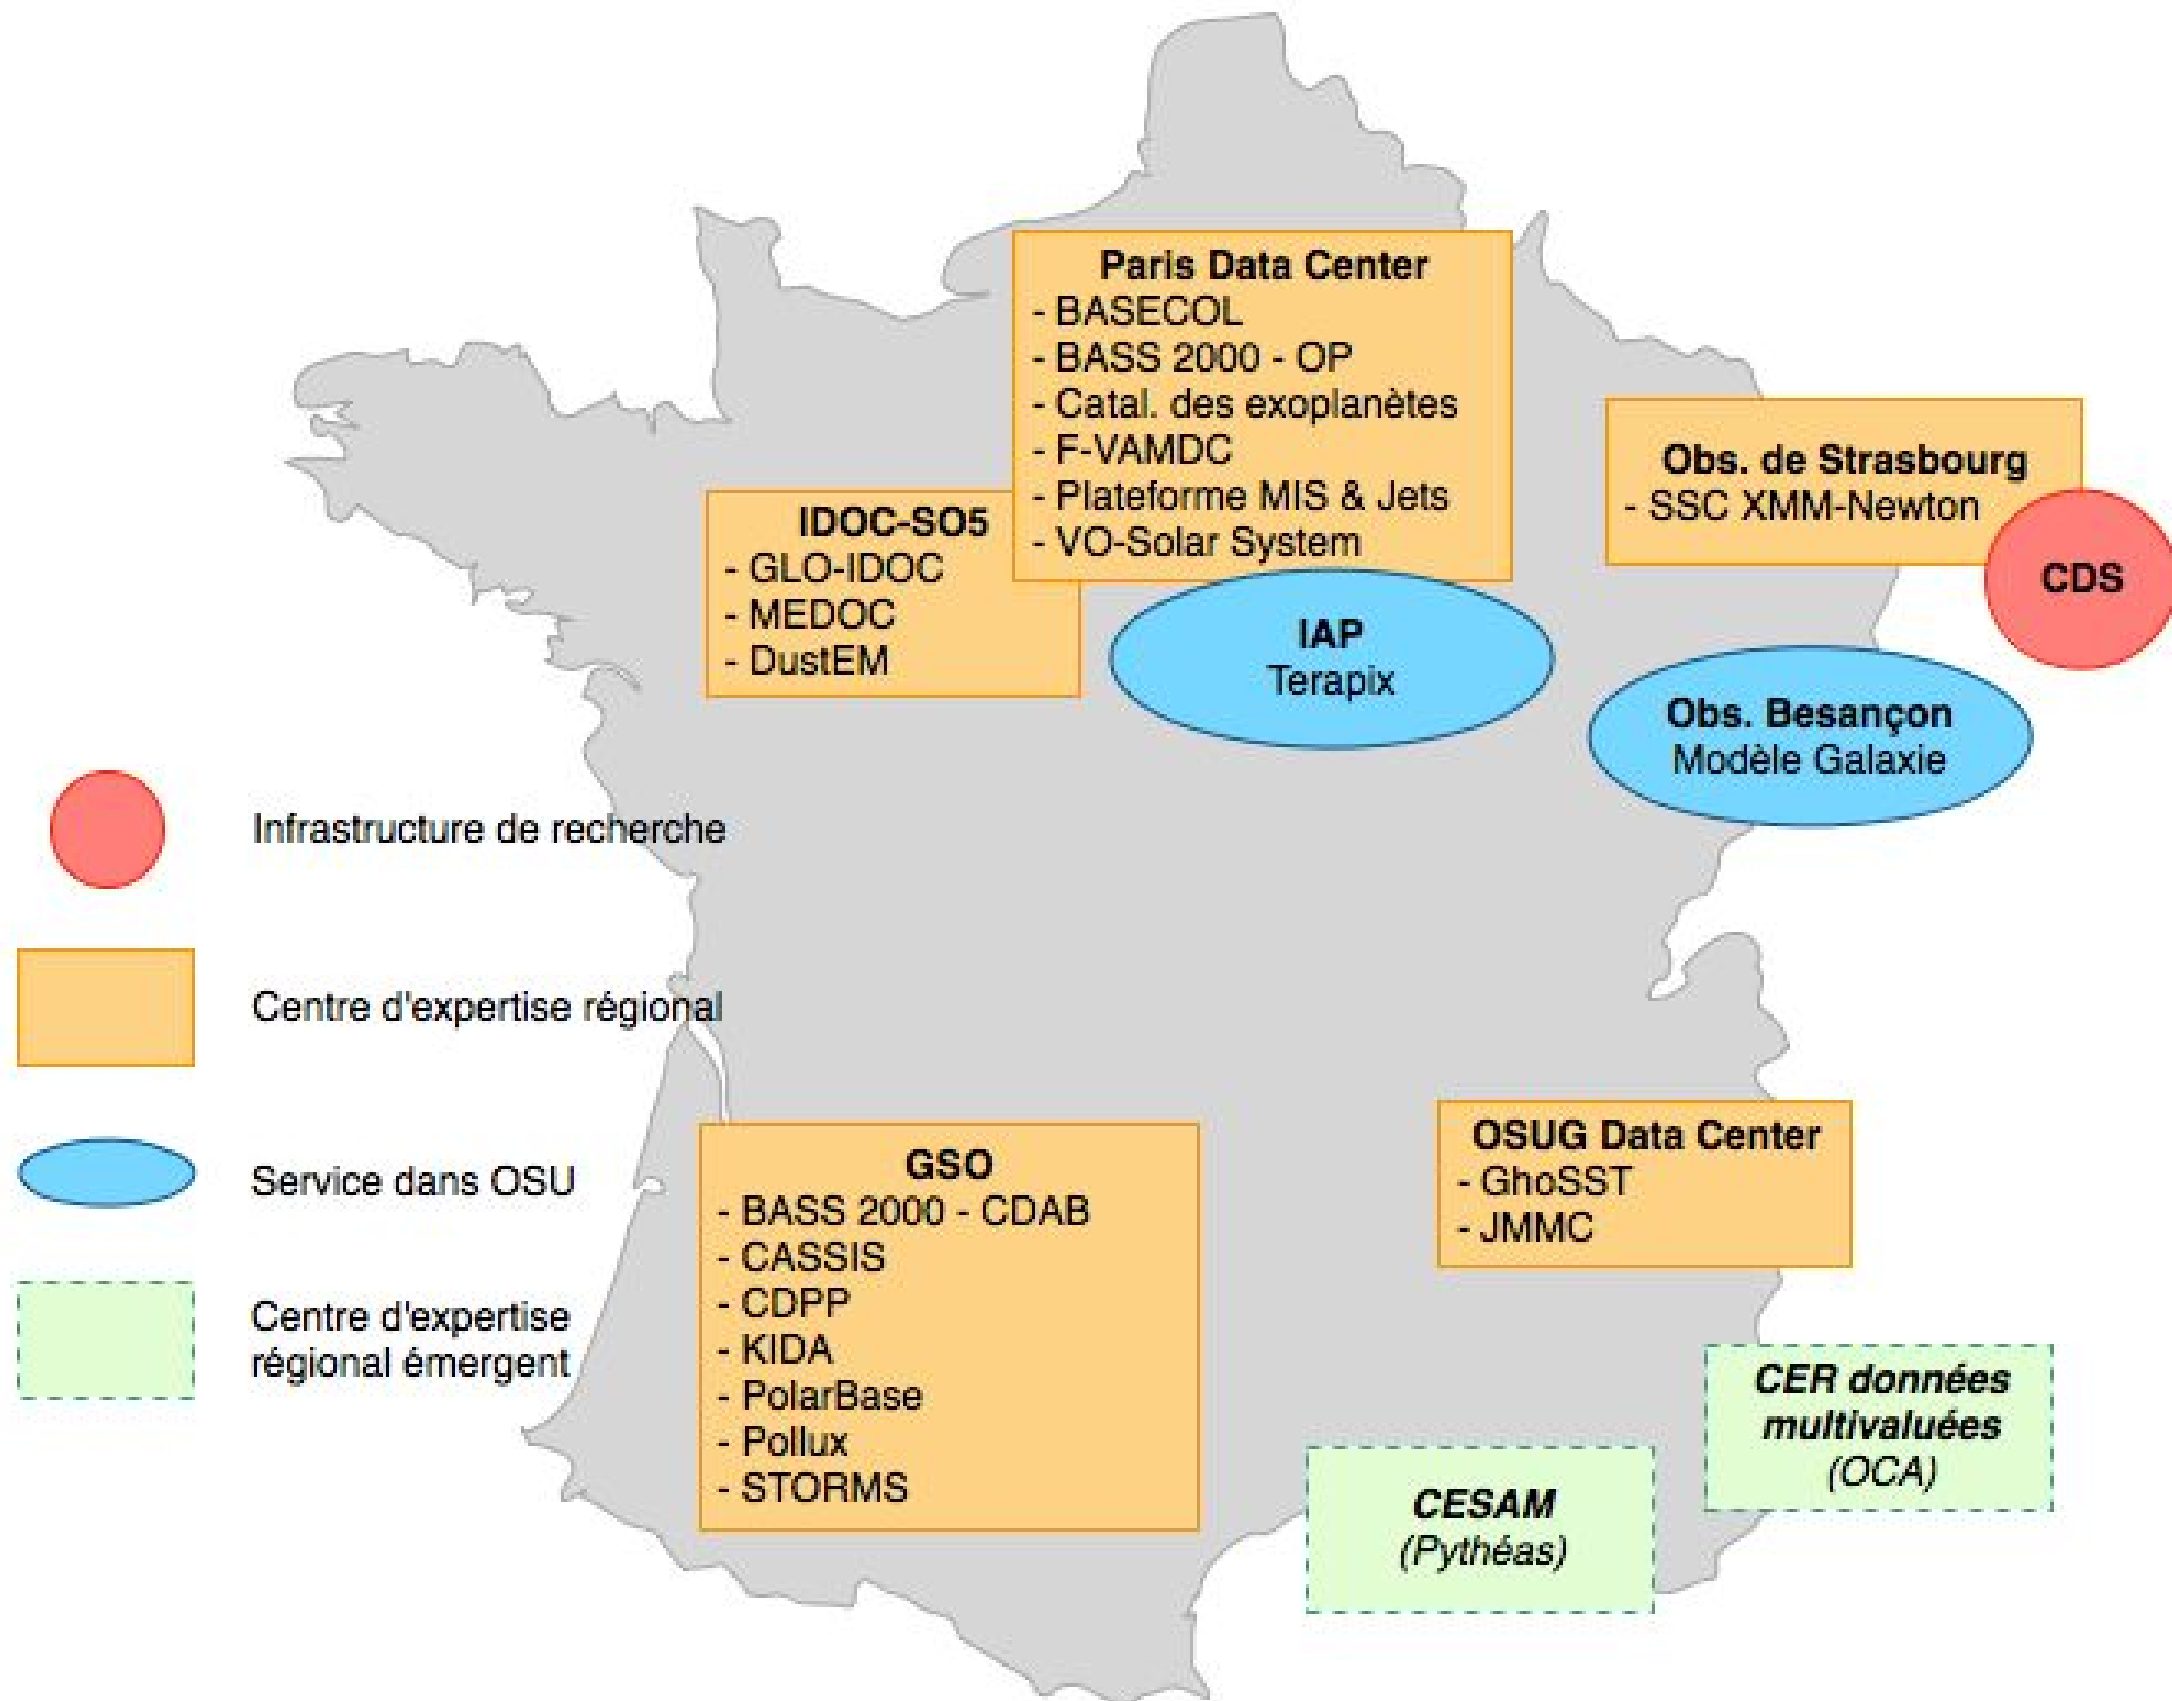 Paris Data Center
- BASECOL
- BASS 2000 - OP
- Catal. des exoplanètes
- F-VAMDC
- Plateforme MIS & Jets
- VO-Solar System
Obs. de Strasbourg
- SSC XMM-Newton
CDS
IDOC-SO5
- GLO-IDOC
- MEDOC
- DustEM
IAP
Terapix
Obs. Besançon
Modèle Galaxie
Infrastructure de recherche
Centre d'expertise régional
Service dans OSU
Centre d'expertise
régional émergent
GSO
- BASS 2000 - CDAB
- CASSIS
- CDPP
- KIDA
- PolarBase
- Pollux
- STORMS
OSUG Data Center
- GhoSST
- JMMC
CER données
multivaluées
(OCA)
CESAM
(Pythéas)